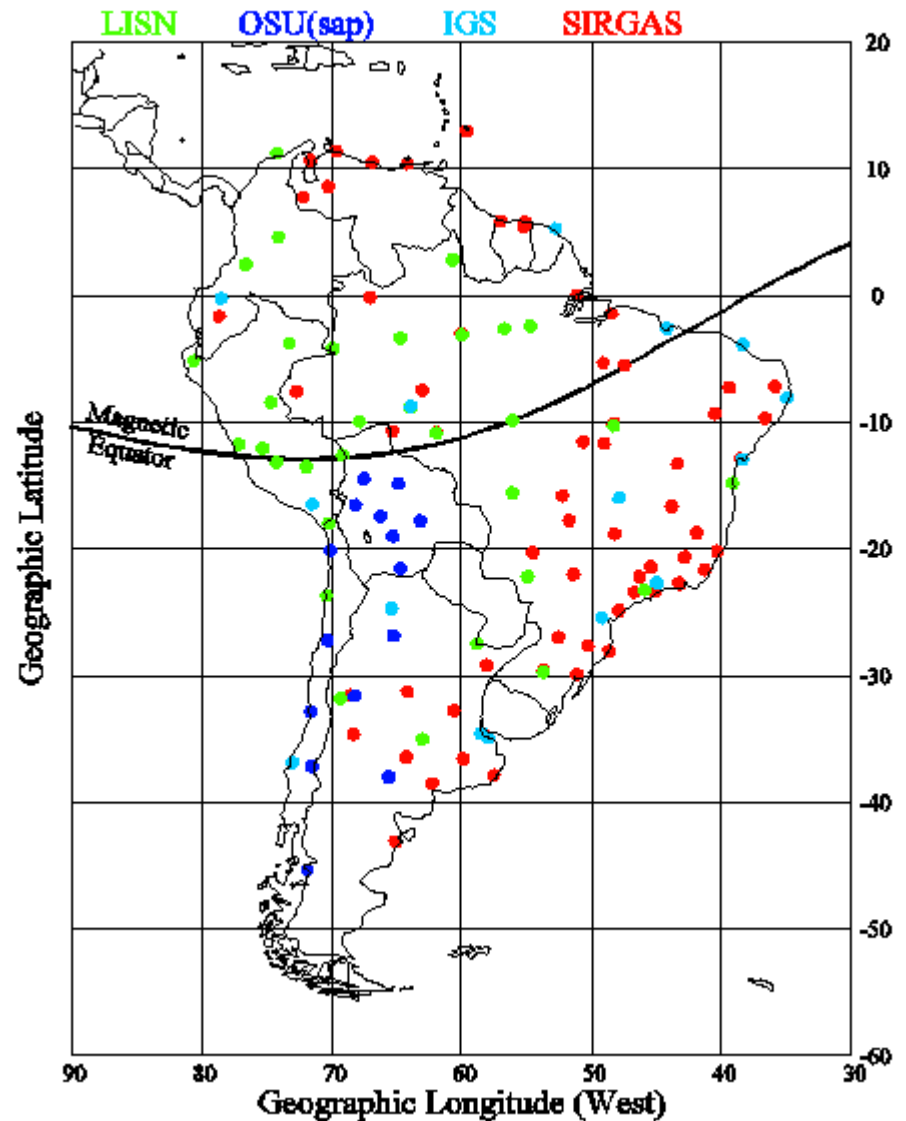 LISN OSU(sap) IGS SIRGAS
20
10
0
-10
-20
-30
-40
-50
-60
Magnetic
Equator
Geographic Latitude
90 80 70 60 50 40 30
Geographic Longitude (West)